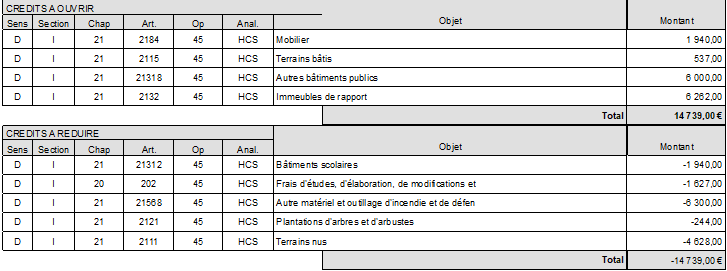 CREDITS A OUVRIR
Sens Section Chap Art. Op Anal. Objet Montant
D I 21 2184 45 HCS Mobilier 1 940,00
D I 21 2115 45 HCS Terrains bâtis 537,00
D I 21 21318 45 HCS Autres bâtiments publics 6 000,00
D I 21 2132 45 HCS Immeubles de rapport 6 262,00
Total 14 739,00 €
CREDITS A REDUIRE
Sens Section Chap Art. Op Anal. Objet Montant
D I 21 21312 45 HCS Bâtiments scolaires -1 940,00
D I 20 202 45 HCS Frais d'études, d'élaboration, de modifications et -1 627,00
D I 21 21568 45 HCS Autre matériel et outillage d'incendie et de défen -6 300,00
D I 21 2121 45 HCS Plantations d'arbres et d'arbustes -244,00
D I 21 2111 45 HCS Terrains nus -4 628,00
Total -14 739,00 €